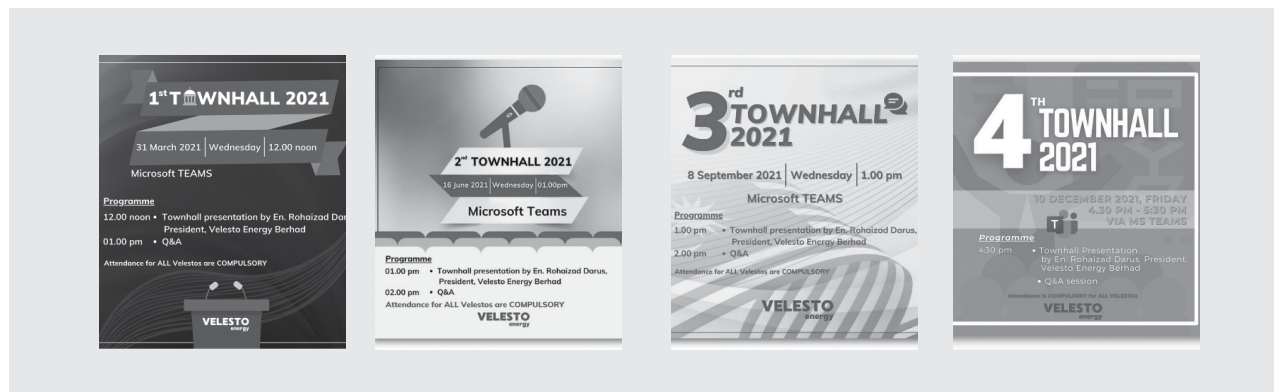 1st TOWNHALL 2021
31 March 2021 Wednesday 12.00 noon
Microsoft TEAMS
Programme
12.00 noon • Townhall presentation by En. Rohaizad Dar
President, Velesto Energy Berhad
01.00 pm • Q&A
Attendance for ALL Velestos are COMPULSORY
VELESTO
energy
2rd TOWNHALL 2021
16 June 2021 Wednesday 01.00pm
Microsoft Teams
Programme
01.00 pm • Townhall presentation by En. Rohaizad Darus,
President, Velesto Energy Berhad
02.00 pm • Q&A
Attendance for ALL Velestos are COMPULSORY
VELESTO
energy
3rd TOWNHALL
2021
8 September 2021 Wednesday 1.00 pm
Microsoft TEAMS
Programme
1.00 pm • Townhall presentation by En. Rohaizad Darus,
President, Velesto Energy Berhad
2.00 pm • Q&A
Attendance for ALL Velestos are COMPULSORY
VELESTO
energy
4TH TOWNHALL
2021
10 DECEMBER 2021, FRIDAY
4.30 PM - 5:30 PM
VIA MS TEAMS
T
Programme
4:30 pm • Townhall Presentation
by En. Rohaizad Darus, President
Velesto Energy Berhad
• Q&A session
Attendance is COMPULSORY for ALL VELESTOs
VELESTO
energy